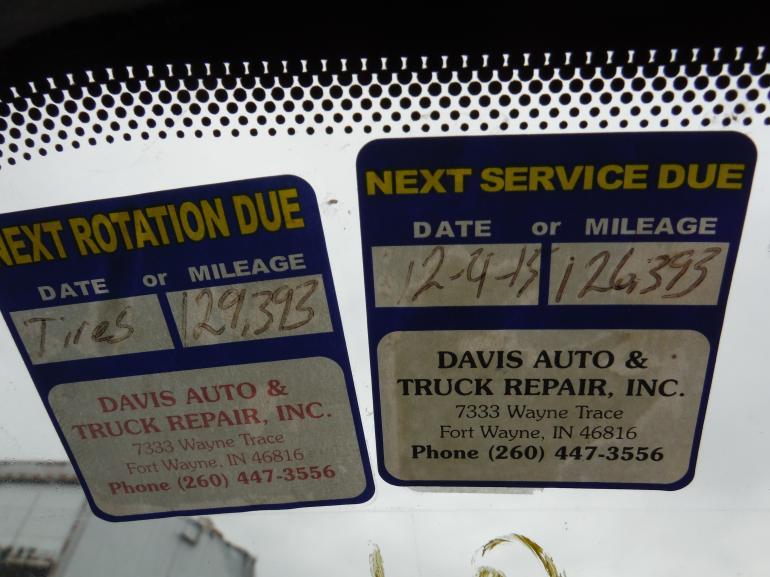 NEXT ROTATION DUE
DATE or MILEAGE
Tires 129,393
DAVIS AUTO &
TRUCK REPAIR, INC.
7333 Wayne Trace
Fort Wayne, IN 46816
Phone (260) 447-3556
NEXT SERVICE DUE
DATE or MILEAGE
12-4-15 126,393
DAVIS AUTO &
TRUCK REPAIR, INC.
7333 Wayne Trace
Fort Wayne, IN 46816
Phone (260) 447-3556